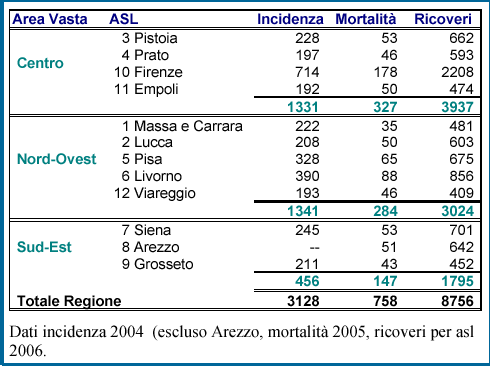 Area Vasta ASL Incidenza Mortalità Ricoveri
3 Pistoia 228 53 662
Centro 4 Prato 197 46 593
10 Firenze 714 178 2208
11 Empoli 192 50 474
1331 327 3937
1 Massa e Carrara 222 35 481
2 Lucca 208 50 603
Nord-Ovest 5 Pisa 328 65 675
6 Livorno 390 88 856
12 Viareggio 193 46 409
1341 284 3024
7 Siena 245 53 701
Sud-Est 8 Arezzo -- 51 642
9 Grosseto 211 43 452
456 147 1795
Totale Regione 3128 758 8756
Dati incidenza 2004 (escluso Arezzo, mortalità 2005, ricoveri per asl
2006.